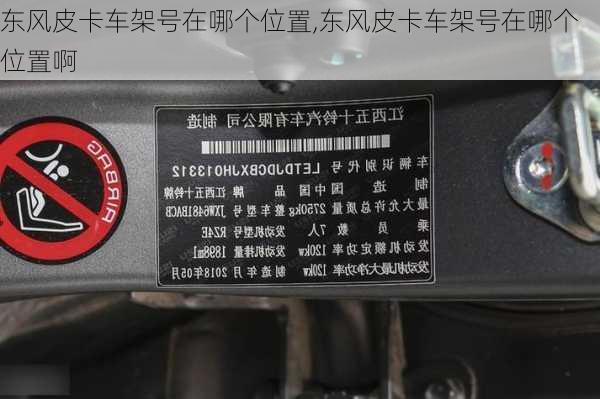 东风皮卡车架号在哪个位置,东风皮卡车架号在哪个
位置啊
江西五十铃汽车有限公司 制造
车辆识别代号 LETDJDCBXJH013312
制造国 中国 品牌 江西五十铃牌
最大允许总质量 2750kg 整车型号 JXW6481BACB
乘员数 7人 发动机型号 RZ4E
发动机额定功率 120kw 发动机排量 1898ml
发动机最大净功率 120kw 制造年月 2018年05月
AIRBAG